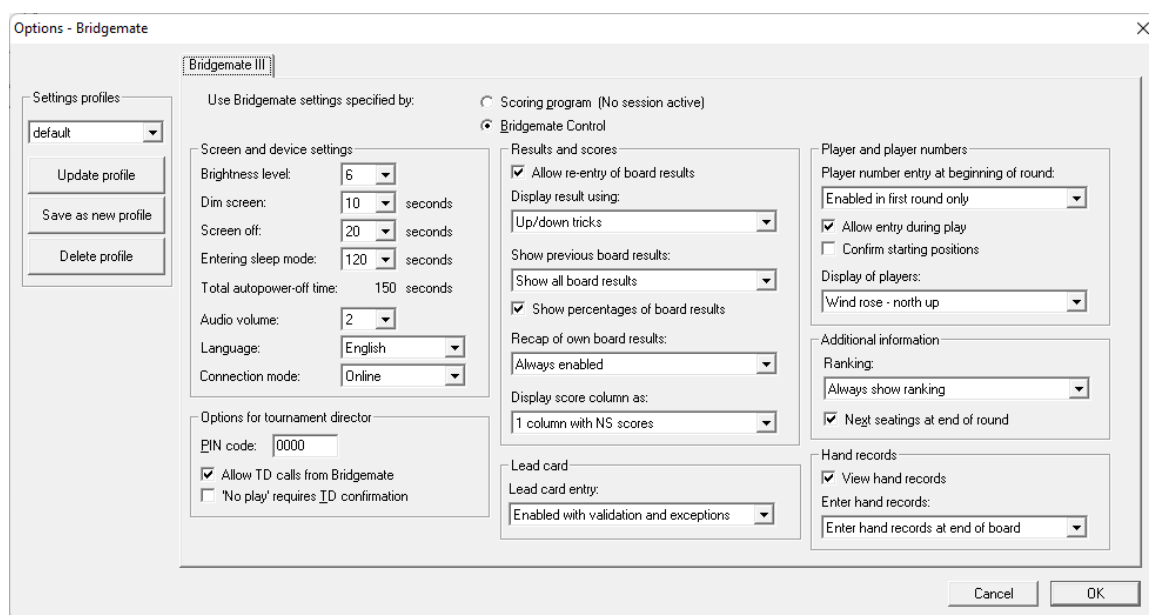 Options - Bridgemate
Bridgemate III
Settings profiles
default
Update profile
Save as new profile
Delete profile
Use Bridgemate settings specified by:
Scoring program (No session active)
Bridgemate Control
Screen and device settings
Brightness level: 6
Dim screen: 10 seconds
Screen off: 20 seconds
Entering sleep mode: 120 seconds
Total autopower-off time: 150 seconds
Audio volume: 2
Language: English
Connection mode: Online
Options for tournament director
PIN code: 0000
Allow TD calls from Bridgemate
'No play' requires TD confirmation
Results and scores
Allow re-entry of board results
Display result using:
Up/down tricks
Show previous board results:
Show all board results
Show percentages of board results
Recap of own board results:
Always enabled
Display score column as:
1 column with NS scores
Lead card
Lead card entry:
Enabled with validation and exceptions
Player and player numbers
Player number entry at beginning of round:
Enabled in first round only
Allow entry during play
Confirm starting positions
Display of players:
Wind rose - north up
Additional information
Ranking:
Always show ranking
Next seatings at end of round
Hand records
View hand records
Enter hand records:
Enter hand records at end of board
Cancel
OK